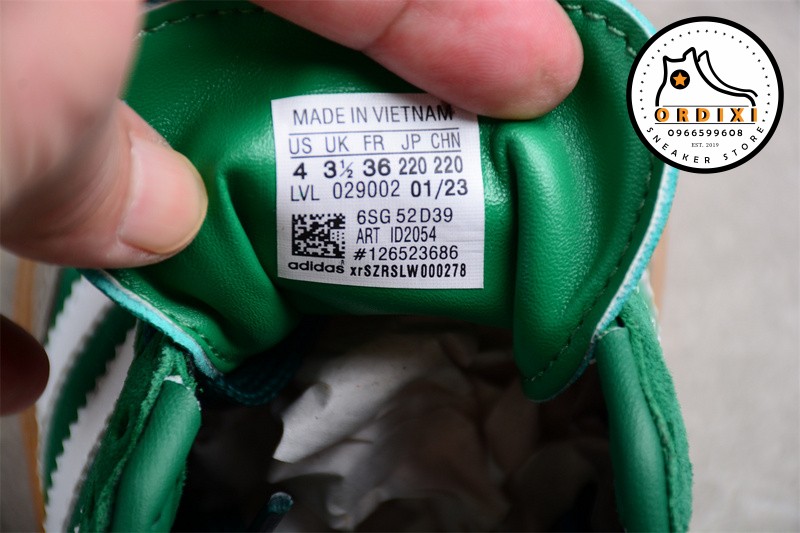 MADE IN VIETNAM
US UK FR JP CHN
4 3½ 36 220 220
LVL 029002 01/23
6SG 52D39
ART ID2054
#126523686
adidas xrSZRSLW000278
ORDIXI
0966599608
EST. 2019
SNEAKER STORE